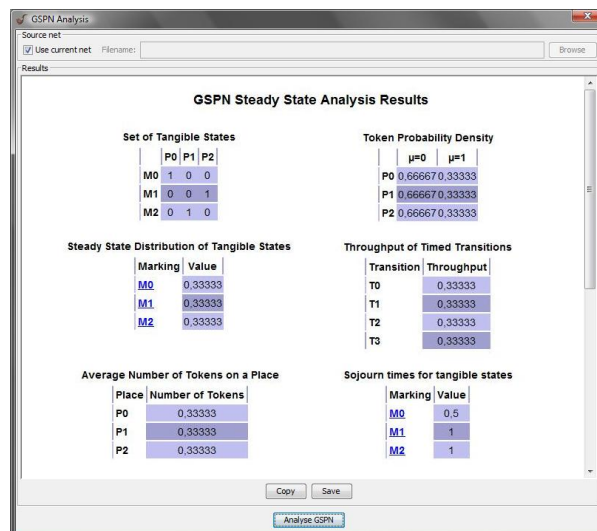 GSPN Analysis
Source net
Use current net Filename: Browse
Results
GSPN Steady State Analysis Results
Set of Tangible States
P0 P1 P2
M0 1 0 0
M1 0 0 1
M2 0 1 0
Token Probability Density
µ=0 µ=1
P0 0,66667 0,33333
P1 0,66667 0,33333
P2 0,66667 0,33333
Steady State Distribution of Tangible States
Marking Value
M0 0,33333
M1 0,33333
M2 0,33333
Throughput of Timed Transitions
Transition Throughput
T0 0,33333
T1 0,33333
T2 0,33333
T3 0,33333
Average Number of Tokens on a Place
Place Number of Tokens
P0 0,33333
P1 0,33333
P2 0,33333
Sojourn times for tangible states
Marking Value
M0 0,5
M1 1
M2 1
Copy Save
Analyse GSPN